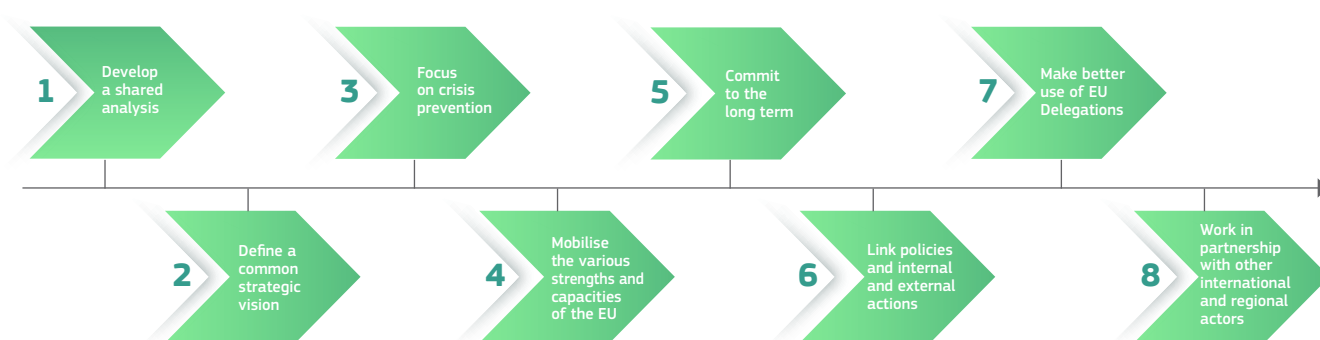 1
Develop
a shared
analysis
2
Define a
common
strategic
vision
3
Focus
on crisis
prevention
4
Mobilise
the various
strengths and
capacities
of the EU
5
Commit
to the
long term
6
Link policies
and internal
and external
actions
7
Make better
use of EU
Delegations
8
Work in
partnership
with other
international
and regional
actors